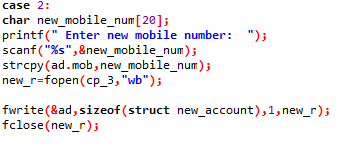 case 2:
char new_mobile_num[20];
printf(" Enter new mobile number:  ");
scanf("%s",&new_mobile_num);
strcpy(ad.mob,new_mobile_num);
new_r=fopen(cp_3,"wb");
fwrite(&ad,sizeof(struct new_account),1,new_r);
fclose(new_r);